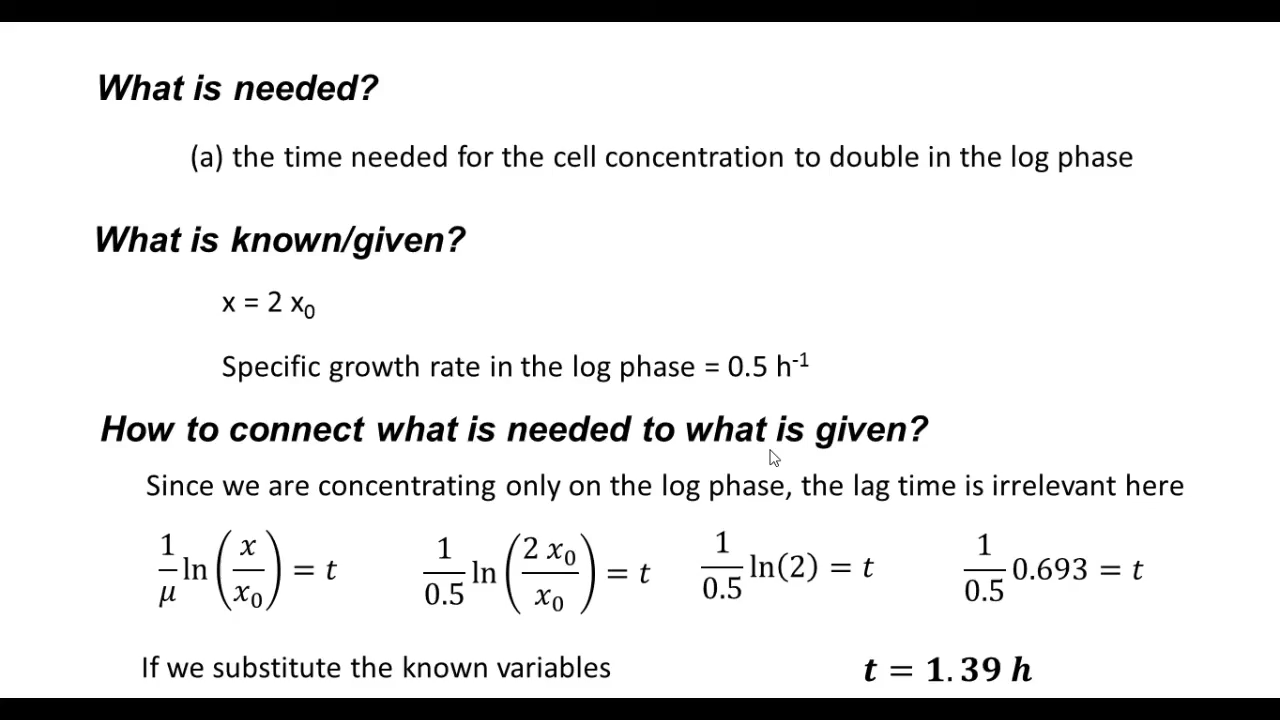 What is needed?
(a) the time needed for the cell concentration to double in the log phase
What is known/given?
x = 2 x₀
Specific growth rate in the log phase = 0.5 h⁻¹
How to connect what is needed to what is given?
Since we are concentrating only on the log phase, the lag time is irrelevant here
1/μ ln(x/x₀) = t    1/0.5 ln(2 x₀/x₀) = t    1/0.5 ln(2) = t    1/0.5 0.693 = t
If we substitute the known variables    t = 1.39 h